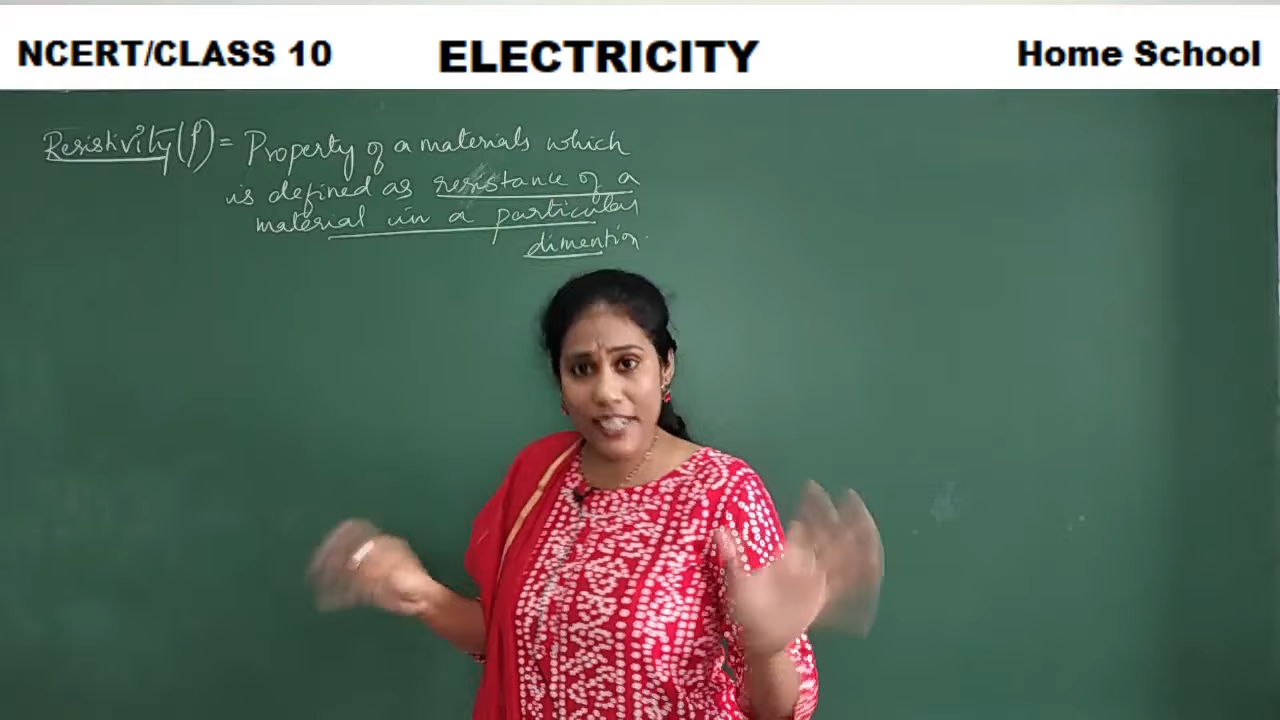 NCERT/CLASS 10 ELECTRICITY Home School
Resistivity (ρ) = Property of a materials which
is defined as resistance of a
material in a particular
dimention.